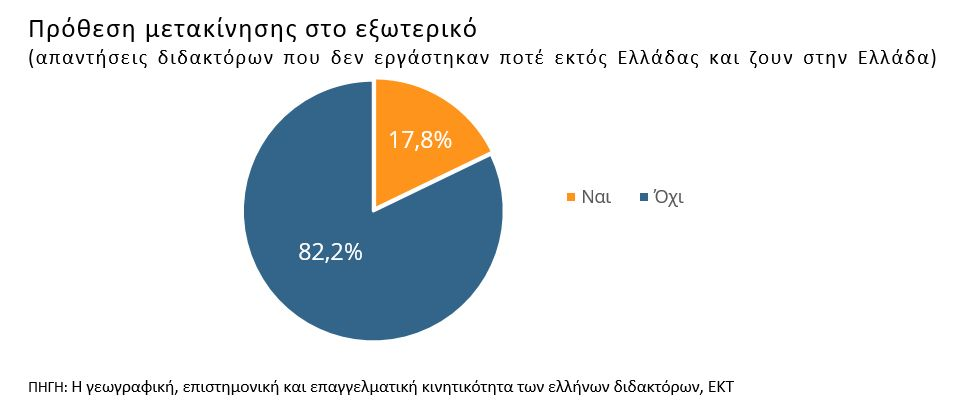 Πρόθεση μετακίνησης στο εξωτερικό
(απαντήσεις διδακτόρων που δεν εργάστηκαν ποτέ εκτός Ελλάδας και ζουν στην Ελλάδα)
17,8%
Ναι Όχι
82,2%
ΠΗΓΗ: Η γεωγραφική, επιστημονική και επαγγελματική κινητικότητα των ελλήνων διδακτόρων, ΕΚΤ